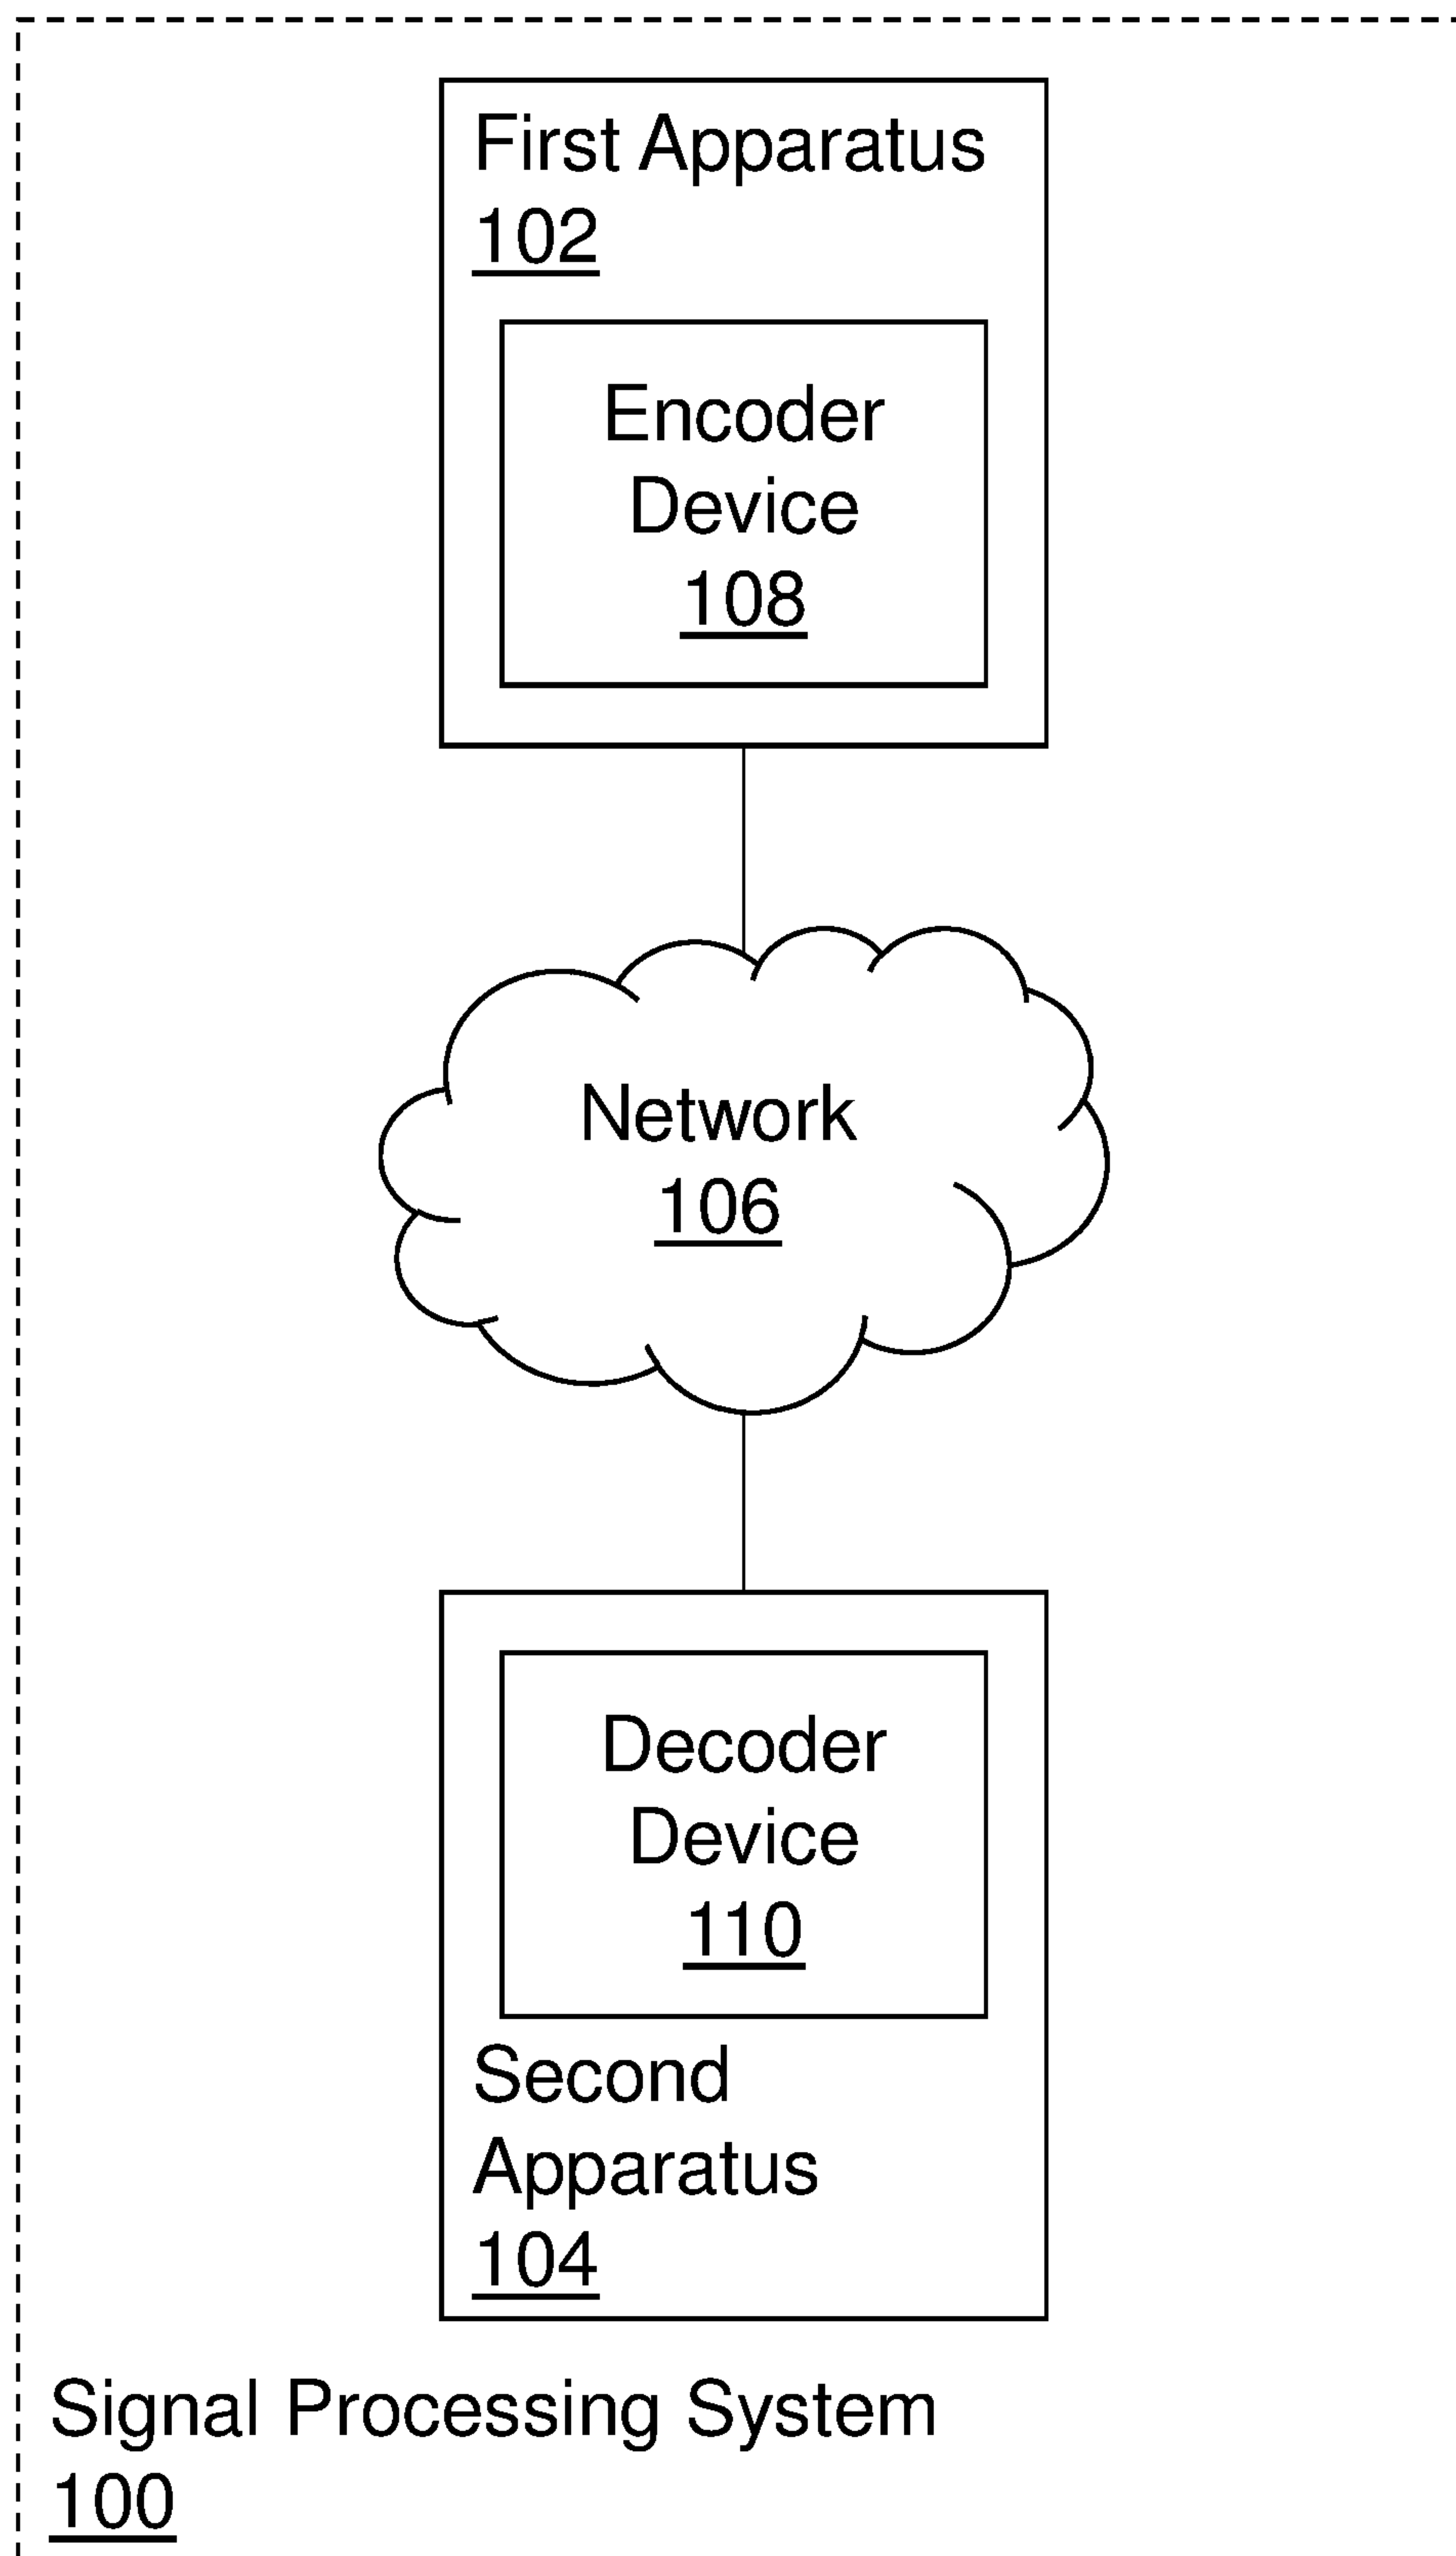 First Apparatus
102
Encoder
Device
108
Network
106
Decoder
Device
110
Second
Apparatus
104
Signal Processing System
100